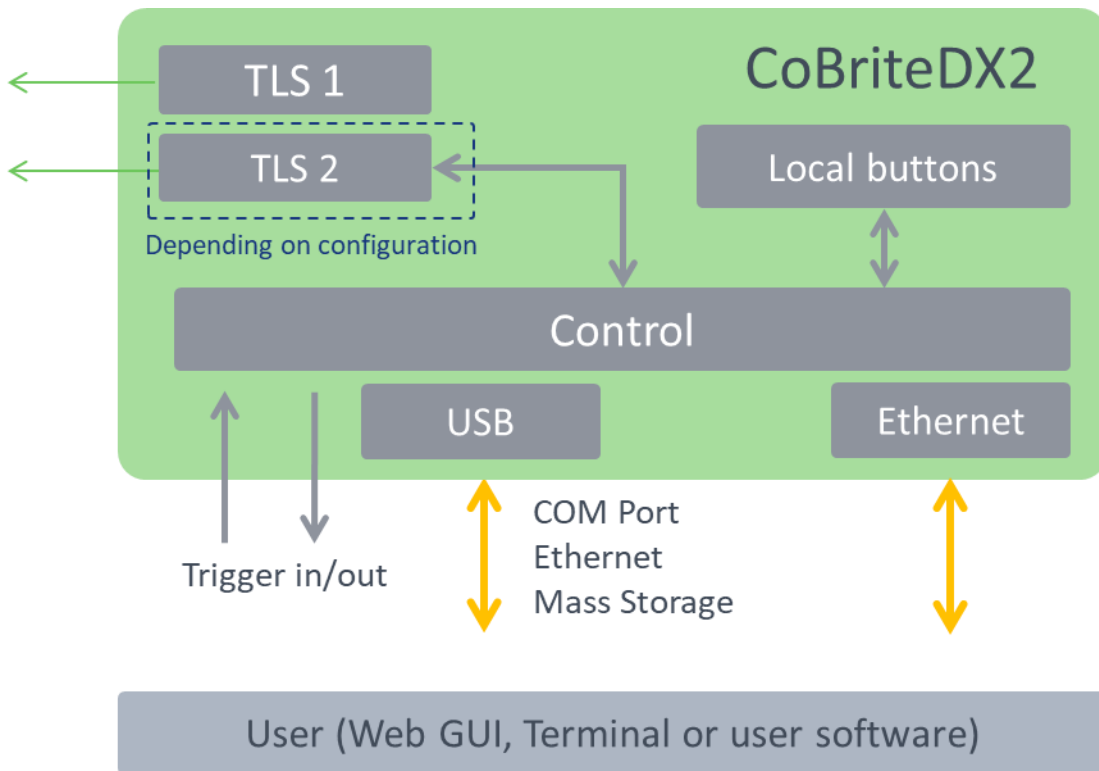 CoBriteDX2
TLS 1
TLS 2
Depending on configuration
Local buttons
Control
USB
Ethernet
Trigger in/out
COM Port
Ethernet
Mass Storage
User (Web GUI, Terminal or user software)